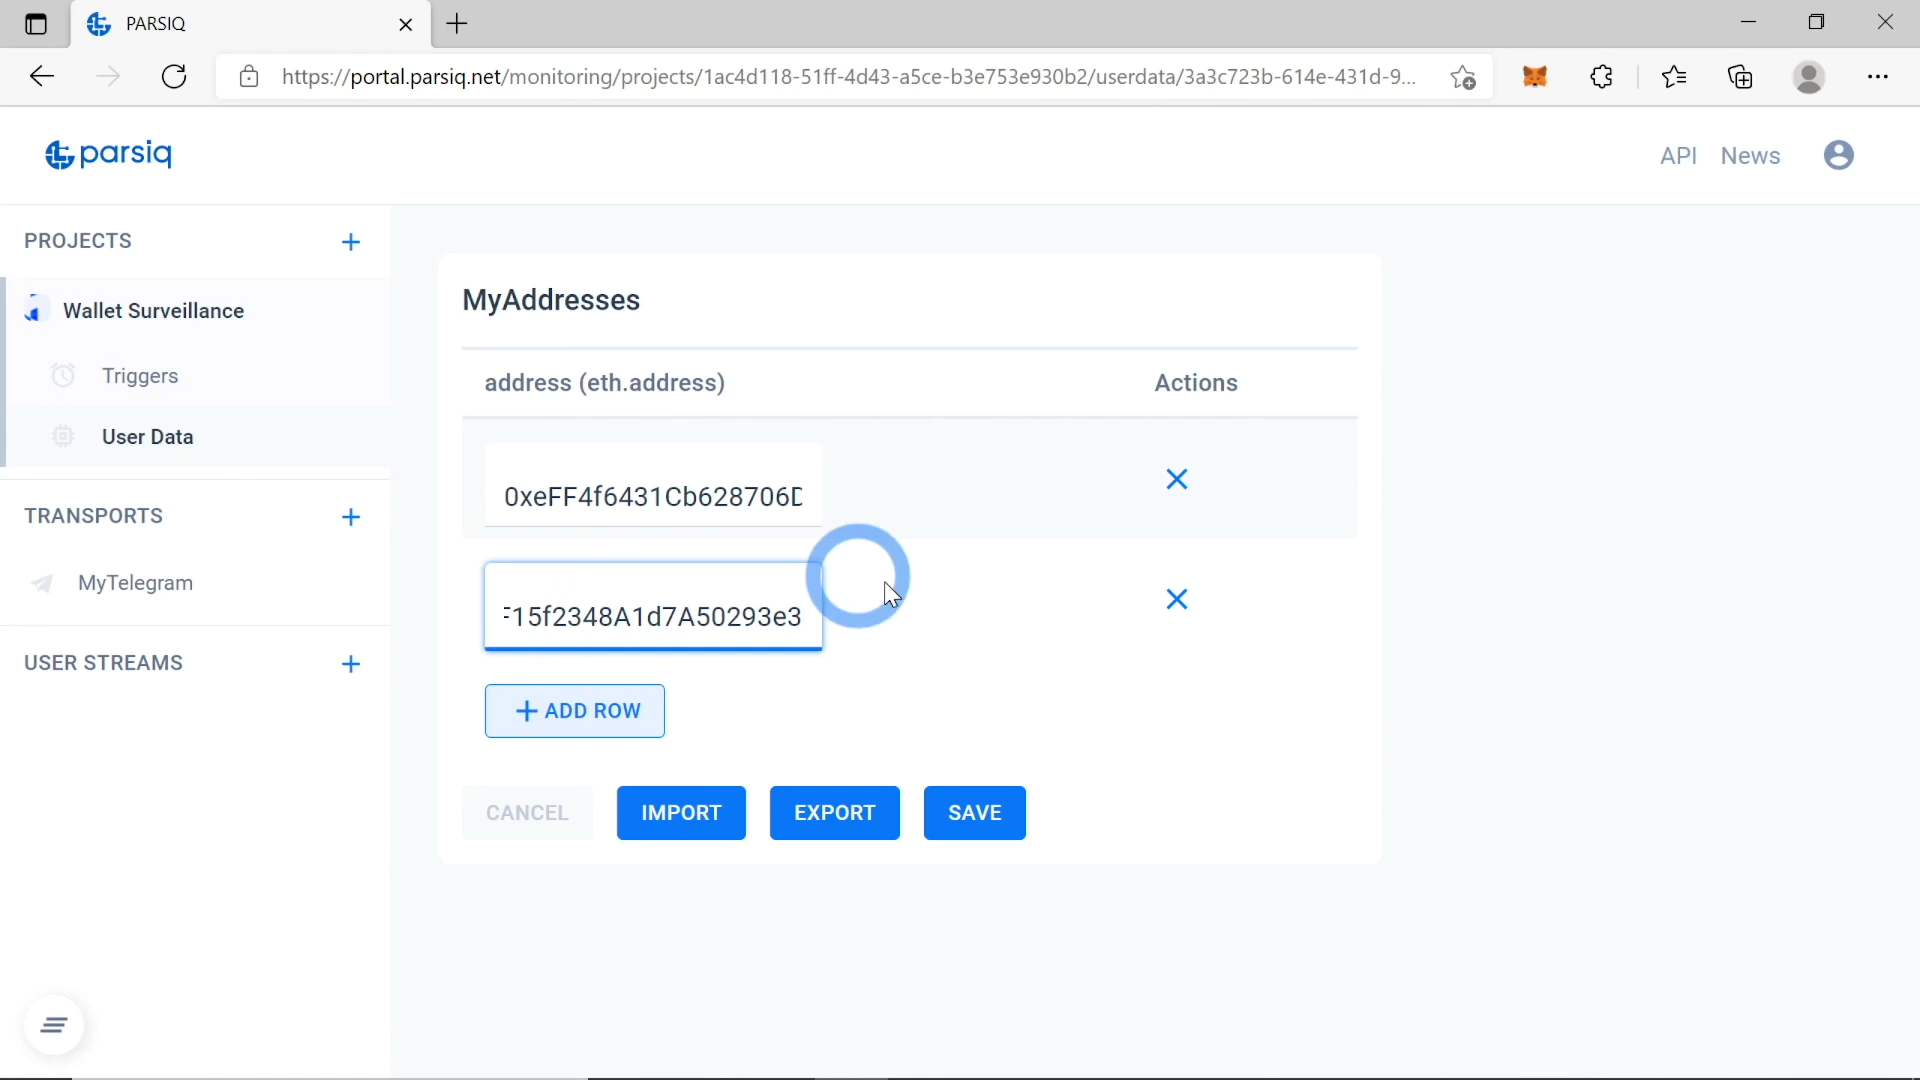 PARSIQ
https://portal.parsiq.net/monitoring/projects/1ac4d118-51ff-4d43-a5ce-b3e753e930b2/userdata/3a3c723b-614e-431d-9...
parsiq
API News
PROJECTS
Wallet Surveillance
Triggers
User Data
TRANSPORTS
MyTelegram
USER STREAMS
MyAddresses
address (eth.address) Actions
0xeFF4f6431Cb628706D
F15f2348A1d7A50293e3
ADD ROW
CANCEL IMPORT EXPORT SAVE